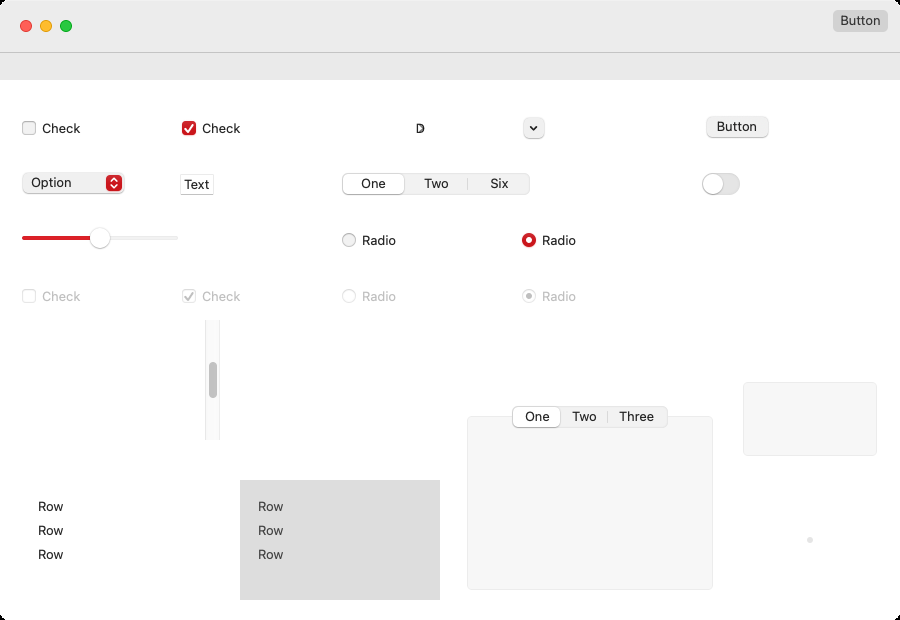 Button
Check
Check
D
Button
Option
Text
One Two Six
Radio
Radio
Check
Check
Radio
Radio
One Two Three
Row
Row
Row
Row
Row
Row